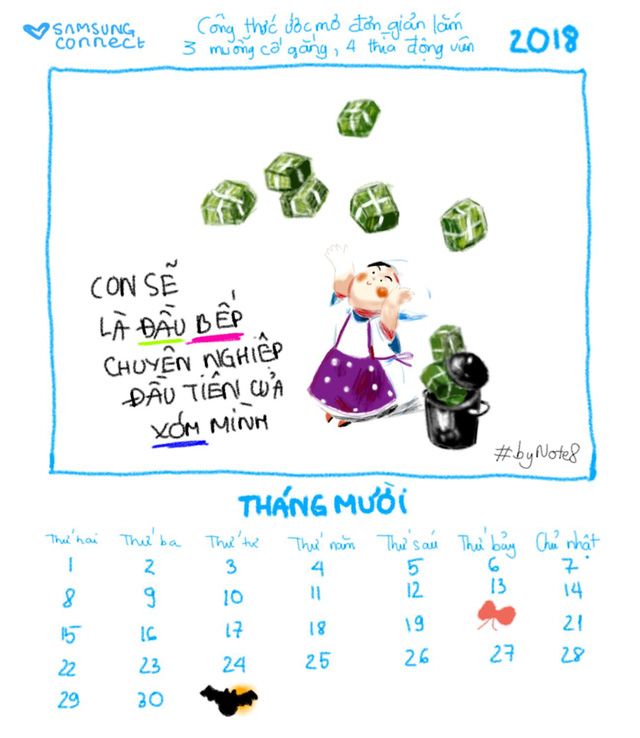 SAMSUNG
connect
Công thức ước mơ đơn giản lắm
3 muỗng cố gắng, 4 thìa động viên
2018
CON SẼ
LÀ ĐẦU BẾP
CHUYÊN NGHIỆP
ĐẦU TIÊN CỦA
XÓM MÌNH
#byNote8
THÁNG MƯỜI
Thứ hai Thứ ba Thứ tư Thứ năm Thứ sáu Thứ bảy Chủ nhật
1 2 3 4 5 6 7
8 9 10 11 12 13 14
15 16 17 18 19 21
22 23 24 25 26 27 28
29 30